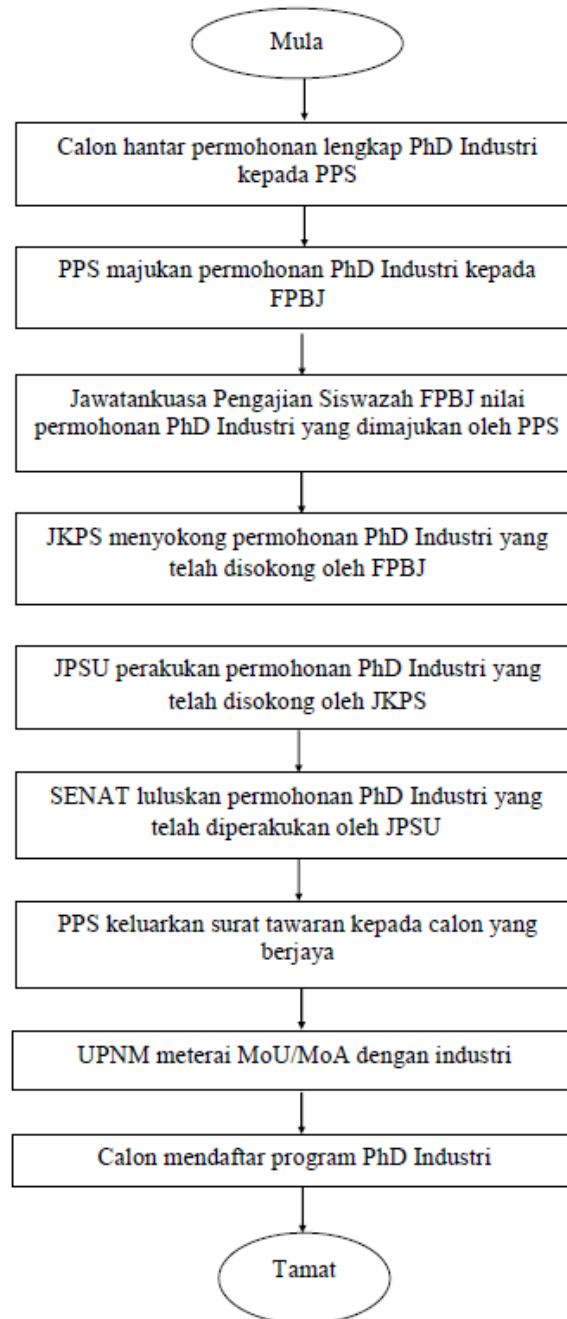 Mula
Calon hantar permohonan lengkap PhD Industri
kepada PPS
PPS majukan permohonan PhD Industri kepada
FPBJ
Jawatankuasa Pengajian Siswazah FPBJ nilai
permohonan PhD Industri yang dimajukan oleh PPS
JKPS menyokong permohonan PhD Industri yang
telah disokong oleh FPBJ
JPSU perakukan permohonan PhD Industri yang
telah disokong oleh JKPS
SENAT luluskan permohonan PhD Industri yang
telah diperakukan oleh JPSU
PPS keluarkan surat tawaran kepada calon yang
berjaya
UPNM meterai MoU/MoA dengan industri
Calon mendaftar program PhD Industri
Tamat